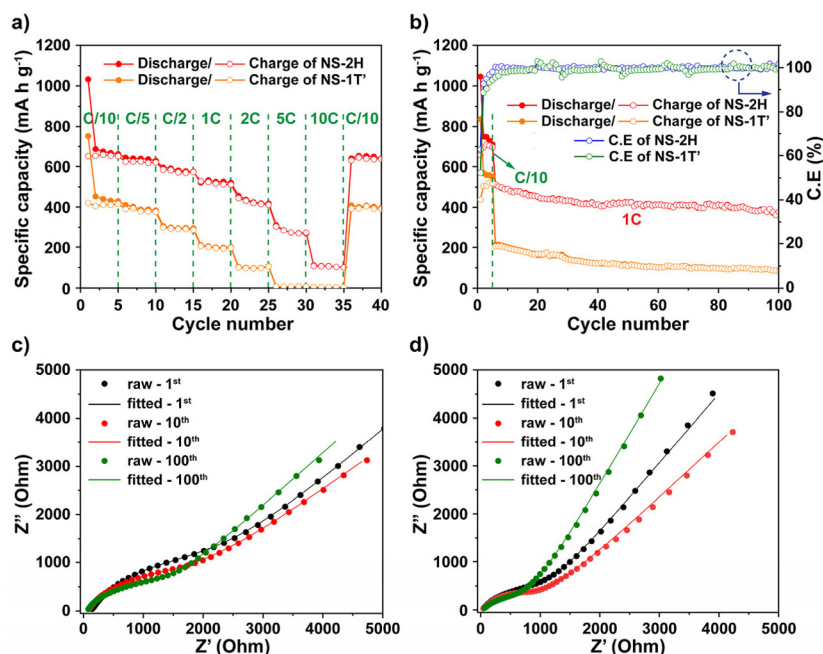 a)
1200
1000
800
600
400
200
0
Specific capacity (mA h g⁻¹)
Discharge/ Charge of NS-2H
Discharge/ Charge of NS-1T'
C/10 C/5 C/2 1C 2C 5C 10C C/10
0 5 10 15 20 25 30 35 40
Cycle number
b)
1200
1000
800
600
400
200
0
Specific capacity (mA h g⁻¹)
Discharge/ Charge of NS-2H
Discharge/ Charge of NS-1T'
C.E of NS-2H
C.E of NS-1T'
C/10
1C
100
80
60
40
20
0
C.E (%)
0 20 40 60 80 100
Cycle number
c)
5000
4000
3000
2000
1000
0
Z'' (Ohm)
raw - 1st
fitted - 1st
raw - 10th
fitted - 10th
raw - 100th
fitted - 100th
0 1000 2000 3000 4000 5000
Z' (Ohm)
d)
5000
4000
3000
2000
1000
0
Z'' (Ohm)
raw - 1st
fitted - 1st
raw - 10th
fitted - 10th
raw - 100th
fitted - 100th
0 1000 2000 3000 4000 5000
Z' (Ohm)